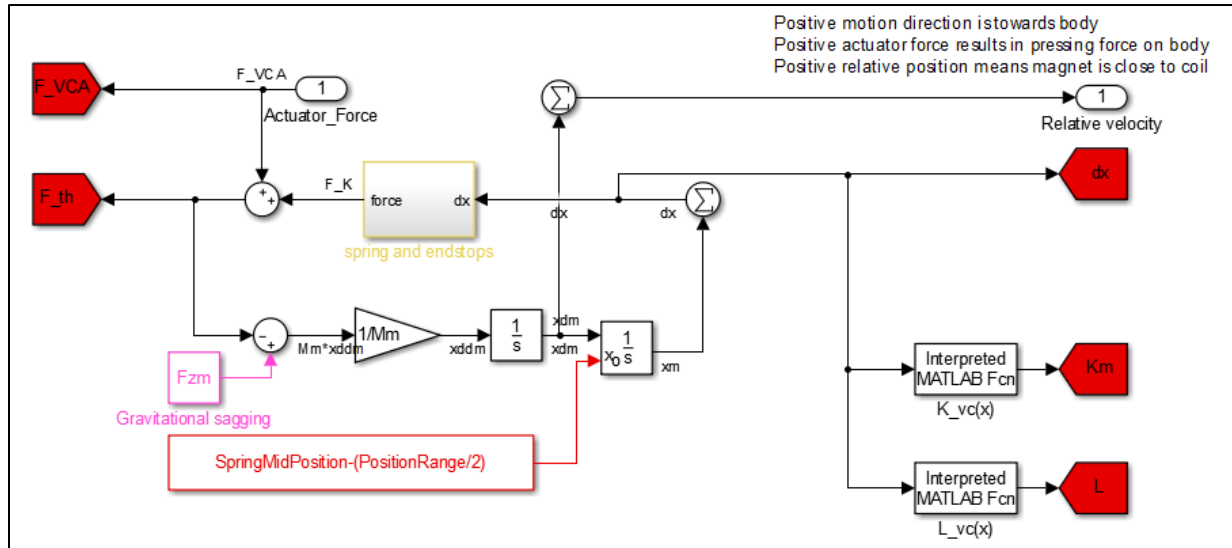 Positive motion direction is towards body
Positive actuator force results in pressing force on body
Positive relative position means magnet is close to coil
F_VCA
F_VCA
1
Actuator_Force
Σ
1
Relative velocity
F_th
+
+
F_K
force
dx
spring and endstops
dx
dx
Σ
dx
-
+
Mm*xddm
1/Mm
xddm
1
s
xdm
xdm
x0
1
s
xm
Fzm
Gravitational sagging
SpringMidPosition-(PositionRange/2)
Interpreted
MATLAB Fcn
K_vc(x)
Km
Interpreted
MATLAB Fcn
L_vc(x)
L